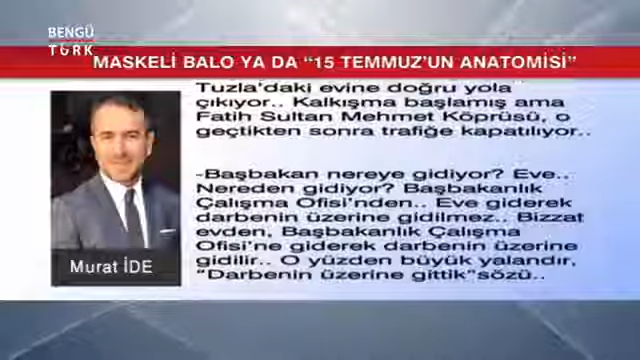 BENGÜ
TÜRK
MASKELİ BALO YA DA “15 TEMMUZ’UN ANATOMİSİ”
Tuzla’daki evine doğru yola
çıkıyor.. Kalkışma başlamış ama
Fatih Sultan Mehmet Köprüsü, o
geçtikten sonra trafiğe kapatılıyor..
-Başbakan nereye gidiyor? Eve..
Nereden gidiyor? Başbakanlık
Çalışma Ofisi’nden.. Eve giderek
darbenin üzerine gidilmez.. Bizzat
evden, Başbakanlık Çalışma
Ofisi’ne giderek darbenin üzerine
gidilir.. O yüzden büyük yalandır,
“Darbenin üzerine gittik”sözü..
Murat İDE